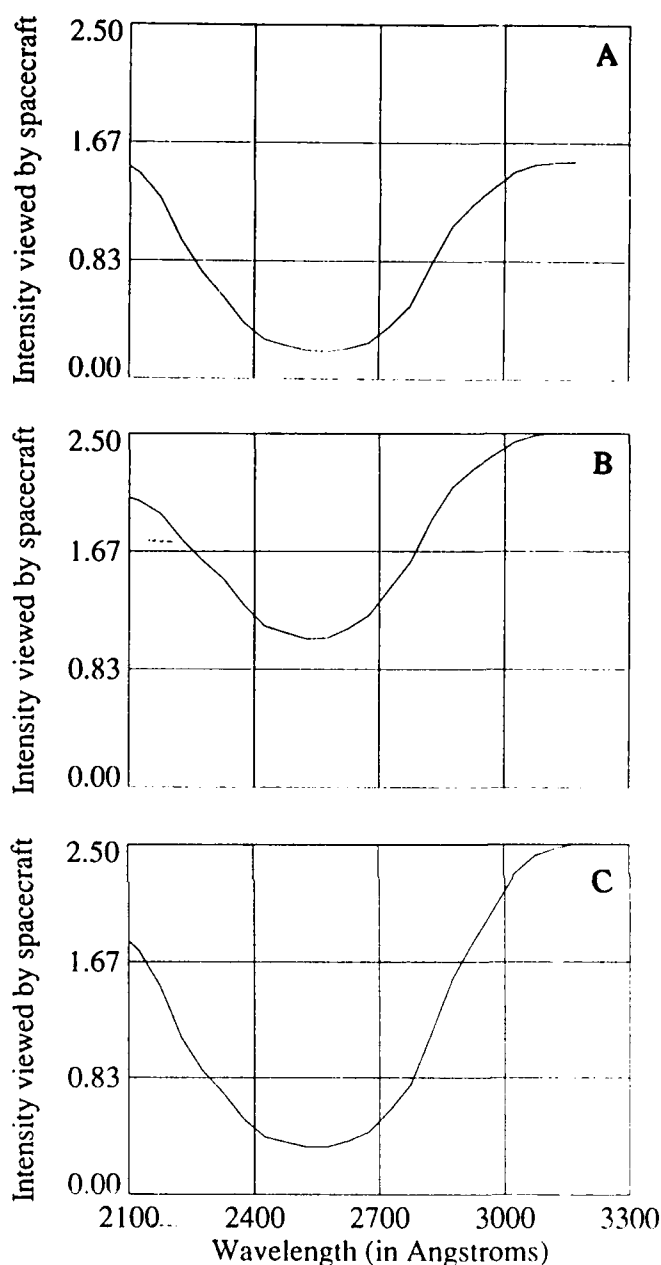 Intensity viewed by spacecraft
2.50
1.67
0.83
0.00
A
Intensity viewed by spacecraft
2.50
1.67
0.83
0.00
B
Intensity viewed by spacecraft
2.50
1.67
0.83
0.00
C
2100 2400 2700 3000 3300
Wavelength (in Angstroms)